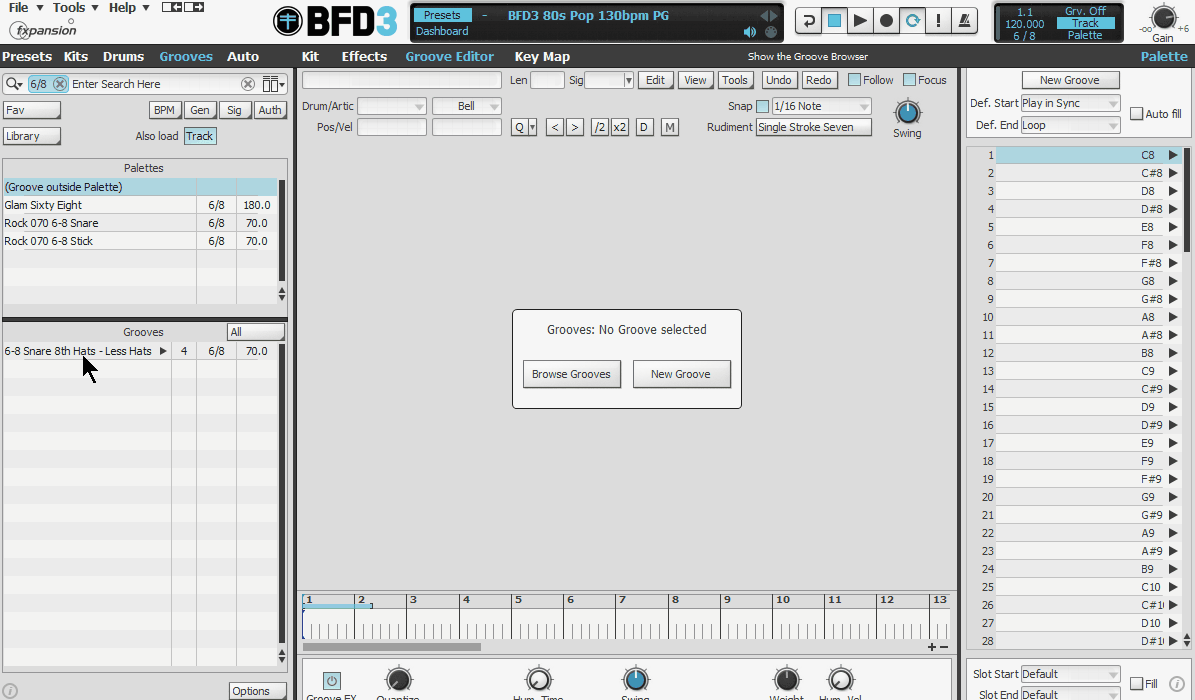 File Tools Help
fxpansion
BFD3
Presets - BFD3 80s Pop 130bpm PG
Dashboard
1.1 Grv. Off
120.000 Track
6 / 8 Palette
-oo +6
Gain
Presets Kits Drums Grooves Auto
Kit Effects Groove Editor Key Map
Show the Groove Browser
Palette
6/8 Enter Search Here
Fav BPM Gen Sig Auth
Library Also load Track
Palettes
(Groove outside Palette)
Glam Sixty Eight 6/8 180.0
Rock 070 6-8 Snare 6/8 70.0
Rock 070 6-8 Stick 6/8 70.0
Grooves All
6-8 Snare 8th Hats - Less Hats 4 6/8 70.0
Options
Len Sig Edit View Tools Undo Redo Follow Focus
Drum/Artic Bell Snap 1/16 Note
Pos/Vel Q < > /2 x2 D M Rudiment Single Stroke Seven
Swing
Grooves: No Groove selected
Browse Grooves New Groove
1 2 3 4 5 6 7 8 9 10 11 12 13
Groove FX Quantize Hum. Time Swing Weight Hum. Vel
New Groove
Def. Start Play in Sync
Def. End Loop
Auto fill
1 C8
2 C#8
3 D8
4 D#8
5 E8
6 F8
7 F#8
8 G8
9 G#8
10 A8
11 A#8
12 B8
13 C9
14 C#9
15 D9
16 D#9
17 E9
18 F9
19 F#9
20 G9
21 G#9
22 A9
23 A#9
24 B9
25 C10
26 C#1
27 D10
28 D#1
Slot Start Default
Slot End Default
Fill